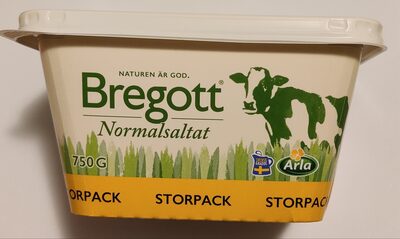 NATUREN ÄR GOD.
Bregott®
Normalsaltat
750 G
Arla
ORPACK STORPACK STORPACK